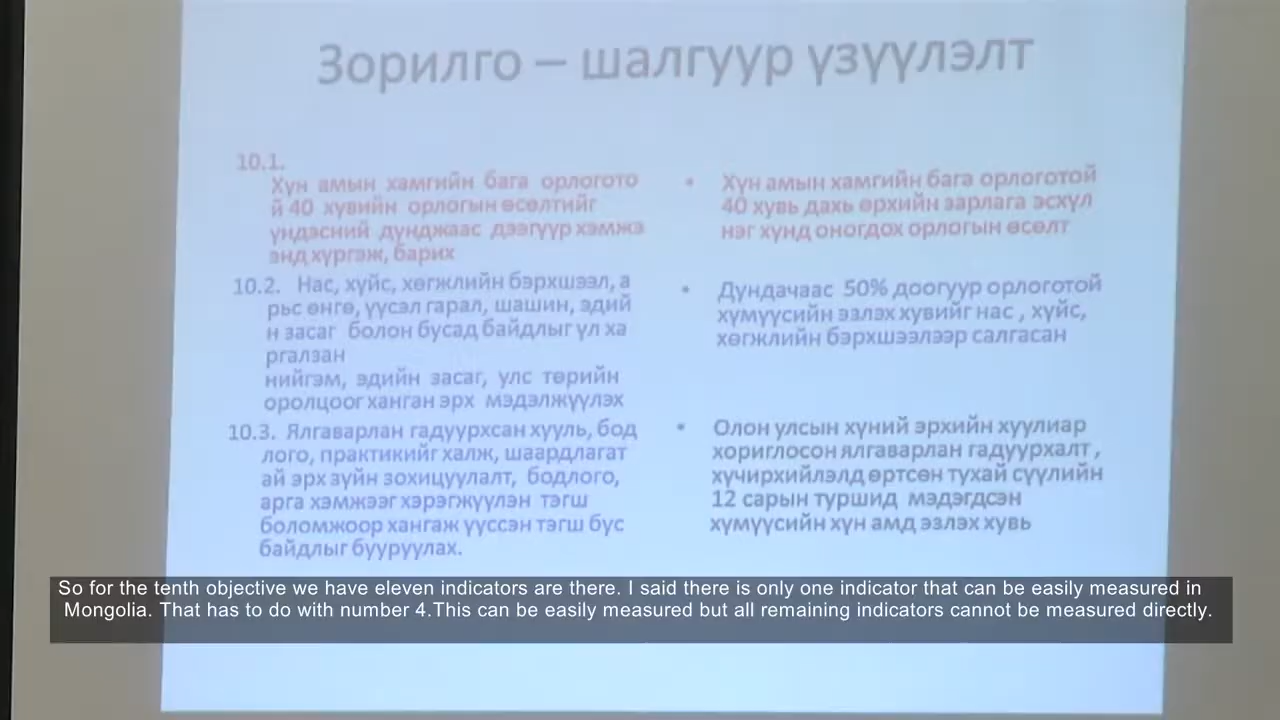 Зорилго – шалгуур үзүүлэлт
10.1.
Хүн амын хамгийн бага орлогото
й 40 хувийн орлогын өсөлтийг
үндэсний дунджаас дээгүүр хэмжэ
энд хүргэж, барих
10.2. Нас, хүйс, хөгжлийн бэрхшээл, а
рьс өнгө, үүсэл гарал, шашин, эдий
н засаг болон бусад байдлыг үл ха
ргалзан
нийгэм, эдийн засаг, улс төрийн
оролцоог ханган эрх мэдэлжүүлэх
10.3. Ялгаварлан гадуурхсан хууль, бод
лого, практикийг халж, шаардлагат
ай эрх зүйн зохицуулалт, бодлого,
арга хэмжээг хэрэгжүүлэн тэгш
боломжоор хангаж үүссэн тэгш бус
байдлыг бууруулах.
• Хүн амын хамгийн бага орлоготой
40 хувь дахь өрхийн зарлага эсхүл
нэг хүнд оногдох орлогын өсөлт
• Дундачаас 50% доогуур орлоготой
хүмүүсийн эзлэх хувийг нас , хүйс,
хөгжлийн бэрхшээлээр салгасан
• Олон улсын хүний эрхийн хуулиар
хориглосон ялгаварлан гадуурхалт ,
хүчирхийлэлд өртсөн тухай сүүлийн
12 сарын туршид мэдэгдсэн
хүмүүсийн хүн амд эзлэх хувь
So for the tenth objective we have eleven indicators are there. I said there is only one indicator that can be easily measured in
Mongolia. That has to do with number 4.This can be easily measured but all remaining indicators cannot be measured directly.